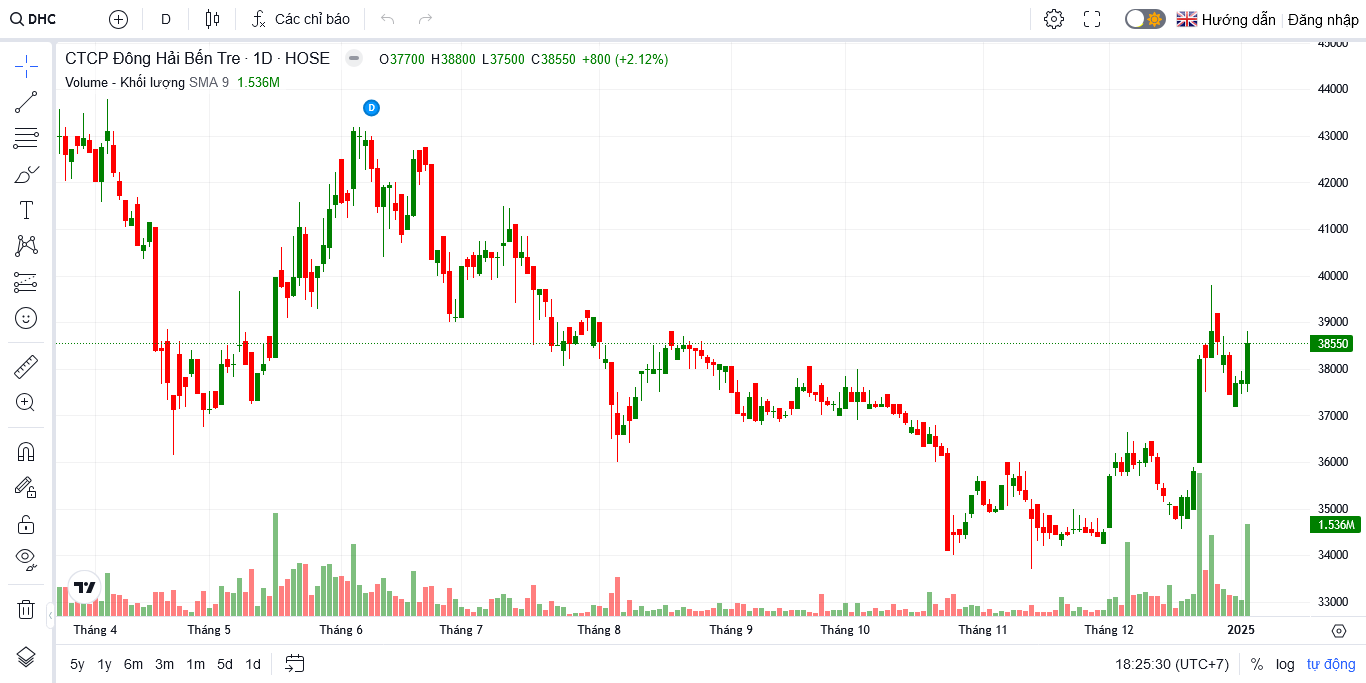 DHC D Các chỉ báo Hướng dẫn Đăng nhập
CTCP Đông Hải Bến Tre · 1D · HOSE O37700 H38800 L37500 C38550 +800 (+2.12%)
Volume - Khối lượng SMA 9 1.536M
D
45000
44000
43000
42000
41000
40000
39000
38550
38000
37000
36000
35000
1.536M
34000
33000
Tháng 4 Tháng 5 Tháng 6 Tháng 7 Tháng 8 Tháng 9 Tháng 10 Tháng 11 Tháng 12 2025
5y 1y 6m 3m 1m 5d 1d 18:25:30 (UTC+7) % log tự động